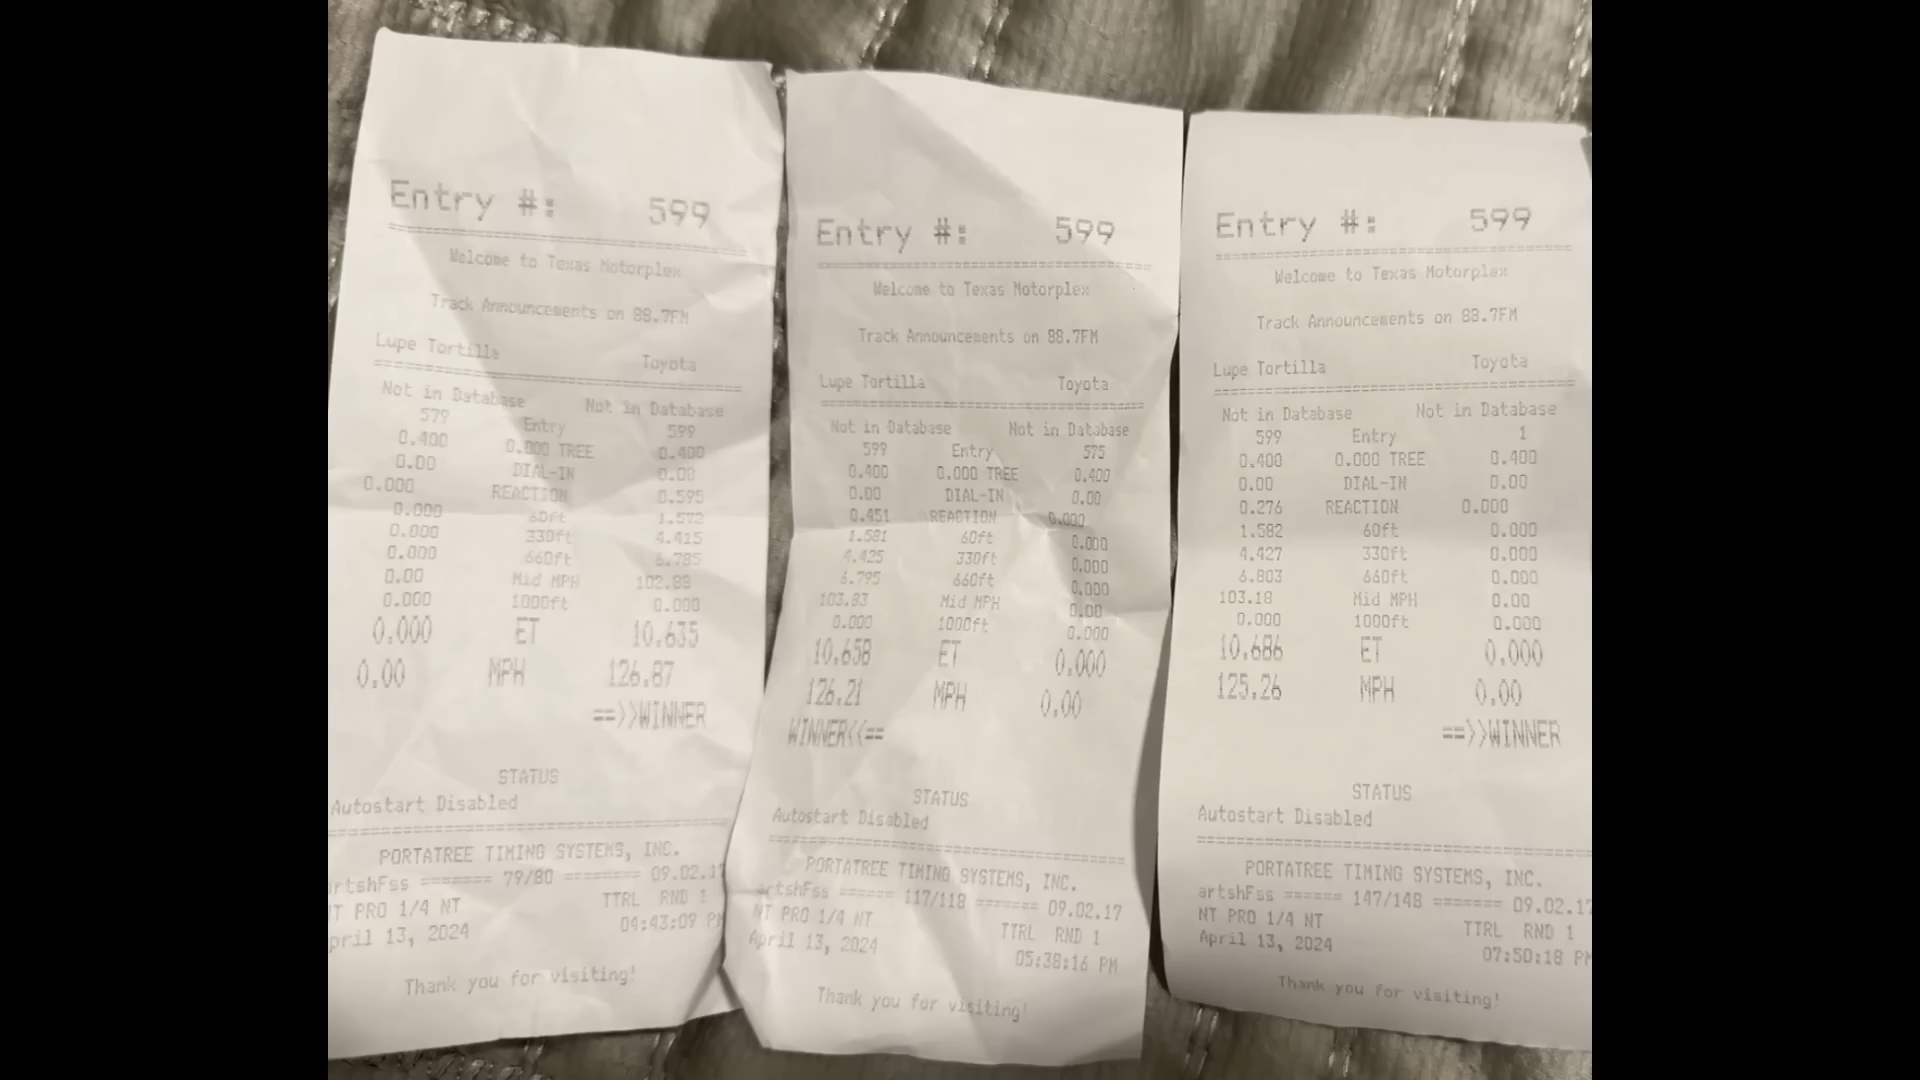 Entry #: 599
Welcome to Texas Motorplex
Track Announcements on 88.7FM
Lupe Tortilla Toyota
Not in Database Not in Database
579 Entry 599
0.400 0.000 TREE 0.400
0.00 DIAL-IN 0.00
0.000 REACTION 0.595
0.000 60ft 1.572
0.000 330ft 4.415
0.000 660ft 6.785
0.00 Mid MPH 102.88
0.000 1000ft 0.000
0.000 ET 10.635
0.00 MPH 126.87
==>>WINNER
STATUS
Autostart Disabled
PORTATREE TIMING SYSTEMS, INC.
artshFss ======= 79/80 ======= 09.02.17
NT PRO 1/4 NT TTRL RND 1
pril 13, 2024 04:43:09 PM
Thank you for visiting!
Entry #: 599
Welcome to Texas Motorplex
Track Announcements on 88.7FM
Lupe Tortilla Toyota
Not in Database Not in Database
599 Entry 575
0.400 0.000 TREE 0.400
0.00 DIAL-IN 0.00
0.451 REACTION 0.000
1.581 60ft 0.000
4.425 330ft 0.000
6.795 660ft 0.000
103.83 Mid MPH 0.00
0.000 1000ft 0.000
10.658 ET 0.000
126.21 MPH 0.00
WINNER<<==
STATUS
Autostart Disabled
PORTATREE TIMING SYSTEMS, INC.
artshFss ====== 117/118 ======= 09.02.17
NT PRO 1/4 NT TTRL RND 1
April 13, 2024 05:38:16 PM
Thank you for visiting!
Entry #: 599
Welcome to Texas Motorplex
Track Announcements on 88.7FM
Lupe Tortilla Toyota
Not in Database Not in Database
599 Entry 1
0.400 0.000 TREE 0.400
0.00 DIAL-IN 0.00
0.276 REACTION 0.000
1.582 60ft 0.000
4.427 330ft 0.000
6.803 660ft 0.000
103.18 Mid MPH 0.00
0.000 1000ft 0.000
10.686 ET 0.000
125.26 MPH 0.00
==>>WINNER
STATUS
Autostart Disabled
PORTATREE TIMING SYSTEMS, INC.
artshFss ====== 147/148 ======= 09.02.17
NT PRO 1/4 NT TTRL RND 1
April 13, 2024 07:50:18 PM
Thank you for visiting!